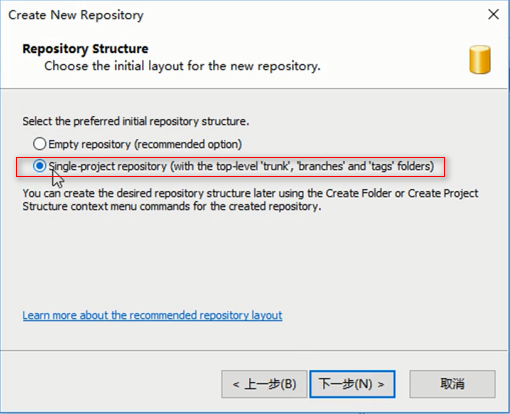 Create New Repository
Repository Structure
Choose the initial layout for the new repository.
Select the preferred initial repository structure.
Empty repository (recommended option)
Single-project repository (with the top-level 'trunk', 'branches' and 'tags' folders)
You can create the desired repository structure later using the Create Folder or Create Project
Structure context menu commands for the created repository.
Learn more about the recommended repository layout
< 上一步(B)
下一步(N) >
取消